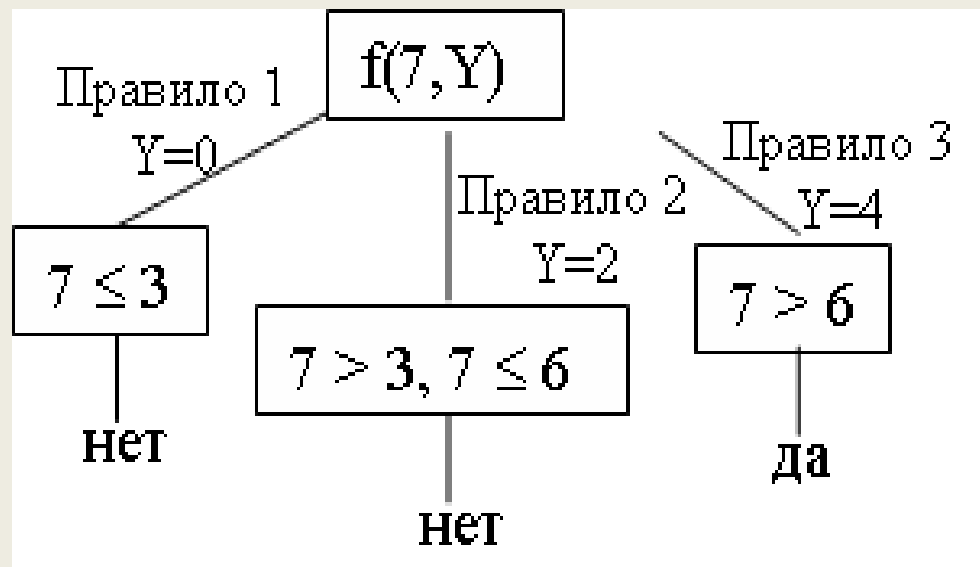 f(7,Y)
Правило 1
Y=0
Правило 2
Y=2
Правило 3
Y=4
7 ≤ 3
7 > 3, 7 ≤ 6
7 > 6
нет
нет
да